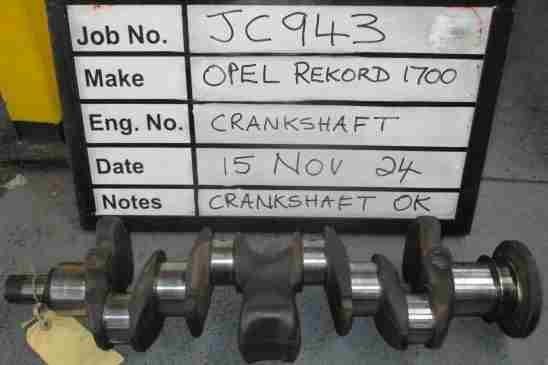 Job No. JC943
Make OPEL REKORD 1700
Eng. No. CRANKSHAFT
Date 15 NOV 24
Notes CRANKSHAFT OK